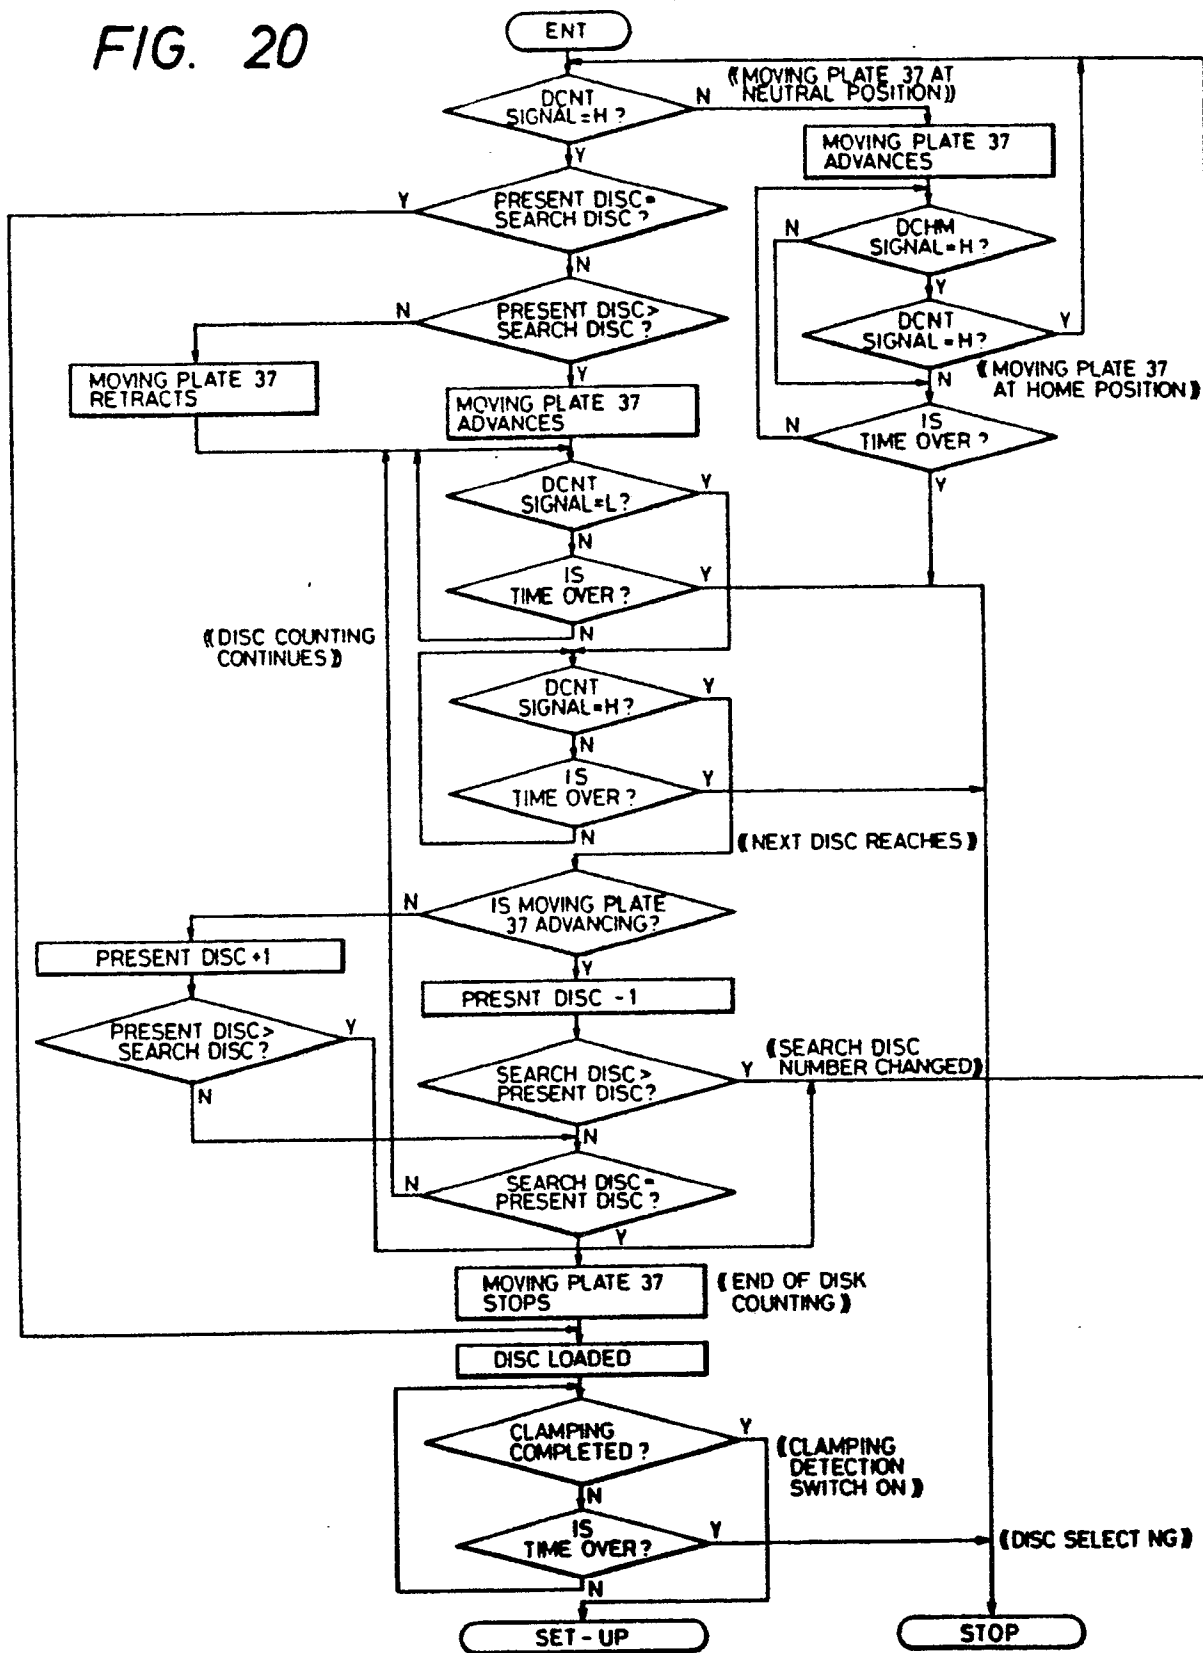 FIG. 20
ENT
DCNT
SIGNAL=H?
N
⟪MOVING PLATE 37 AT
NEUTRAL POSITION⟫
Y
MOVING PLATE 37
ADVANCES
Y
PRESENT DISC=
SEARCH DISC?
N
N
DCHM
SIGNAL=H?
Y
N
PRESENT DISC>
SEARCH DISC?
Y
DCNT
SIGNAL=H?
Y
N
⟪MOVING PLATE 37
AT HOME POSITION⟫
MOVING PLATE 37
RETRACTS
MOVING PLATE 37
ADVANCES
N
IS
TIME OVER?
Y
DCNT
SIGNAL=L?
Y
N
IS
TIME OVER?
Y
N
⟪DISC COUNTING
CONTINUES⟫
DCNT
SIGNAL=H?
Y
N
IS
TIME OVER?
Y
N
⟪NEXT DISC REACHES⟫
N
IS MOVING PLATE
37 ADVANCING?
Y
PRESENT DISC+1
PRESNT DISC -1
PRESENT DISC>
SEARCH DISC?
Y
N
SEARCH DISC>
PRESENT DISC?
Y
⟪SEARCH DISC
NUMBER CHANGED⟫
N
N
SEARCH DISC=
PRESENT DISC?
Y
MOVING PLATE 37
STOPS
⟪END OF DISK
COUNTING⟫
DISC LOADED
CLAMPING
COMPLETED?
Y
⟪CLAMPING
DETECTION
SWITCH ON⟫
N
IS
TIME OVER?
Y
⟪DISC SELECT NG⟫
N
SET-UP
STOP